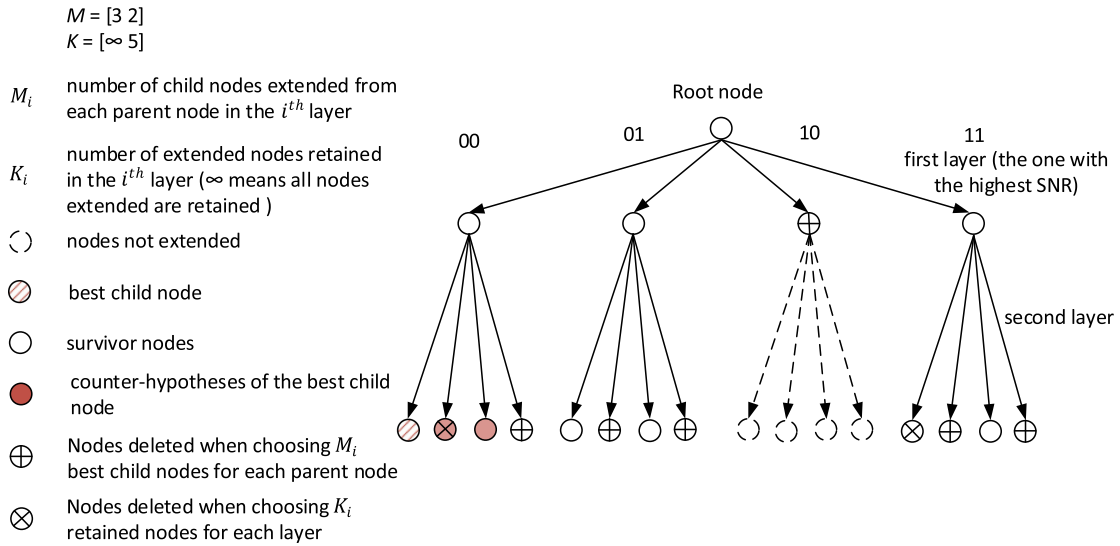 M = [3 2]
K = [∞ 5]
M_i number of child nodes extended from
each parent node in the i^th layer
K_i number of extended nodes retained
in the i^th layer (∞ means all nodes
extended are retained )
nodes not extended
best child node
survivor nodes
counter-hypotheses of the best child
node
Nodes deleted when choosing M_i
best child nodes for each parent node
Nodes deleted when choosing K_i
retained nodes for each layer
Root node
00
01
10
11
first layer (the one with
the highest SNR)
second layer